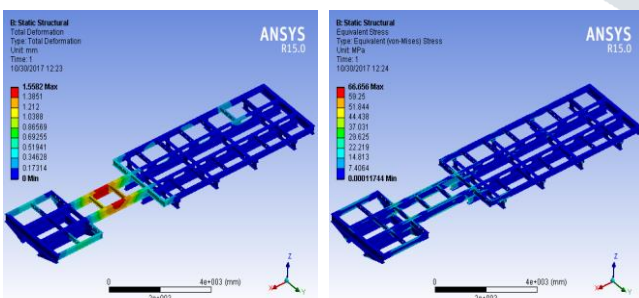 B: Static Structural
Total Deformation
Type: Total Deformation
Unit: mm
Time: 1
10/30/2017 12:23
ANSYS
R15.0
1.5582 Max
1.3851
1.212
1.0388
0.86569
0.69255
0.51941
0.34628
0.17314
0 Min
0
4e+003 (mm)
2e+003
Z
X
Y
B: Static Structural
Equivalent Stress
Type: Equivalent (von-Mises) Stress
Unit: MPa
Time: 1
10/30/2017 12:24
ANSYS
R15.0
66.656 Max
59.25
51.844
44.438
37.031
29.625
22.219
14.813
7.4064
0.00011744 Min
0
4e+003 (mm)
2e+003
Z
X
Y